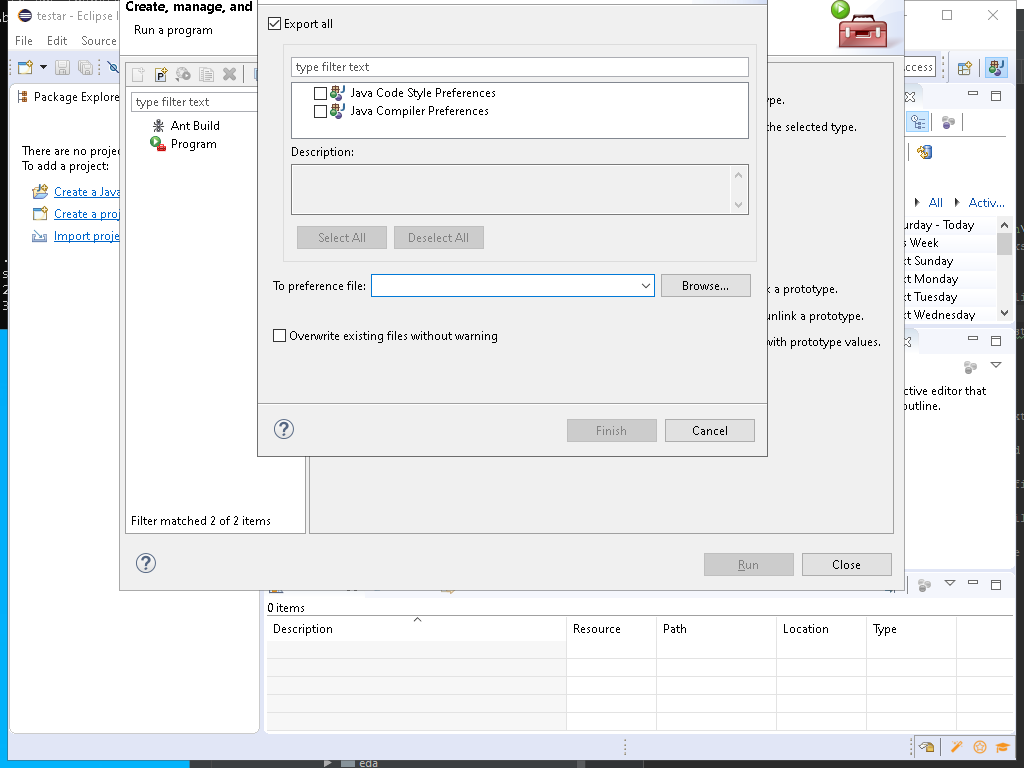 testar - Eclipse I
File Edit Source
Create, manage, and
Run a program
Export all
type filter text
Java Code Style Preferences
Java Compiler Preferences
Description:
Select All Deselect All
To preference file: Browse...
Overwrite existing files without warning
Finish Cancel
Package Explore
There are no projec
To add a project:
Create a Java
Create a proj
Import proje
type filter text
Ant Build
Program
Filter matched 2 of 2 items
ype.
he selected type.
k a prototype.
unlink a prototype.
with prototype values.
Run Close
ccess
All Activ...
urday - Today
s Week
xt Sunday
xt Monday
xt Tuesday
xt Wednesday
ctive editor that
outline.
0 items
Description Resource Path Location Type
eda